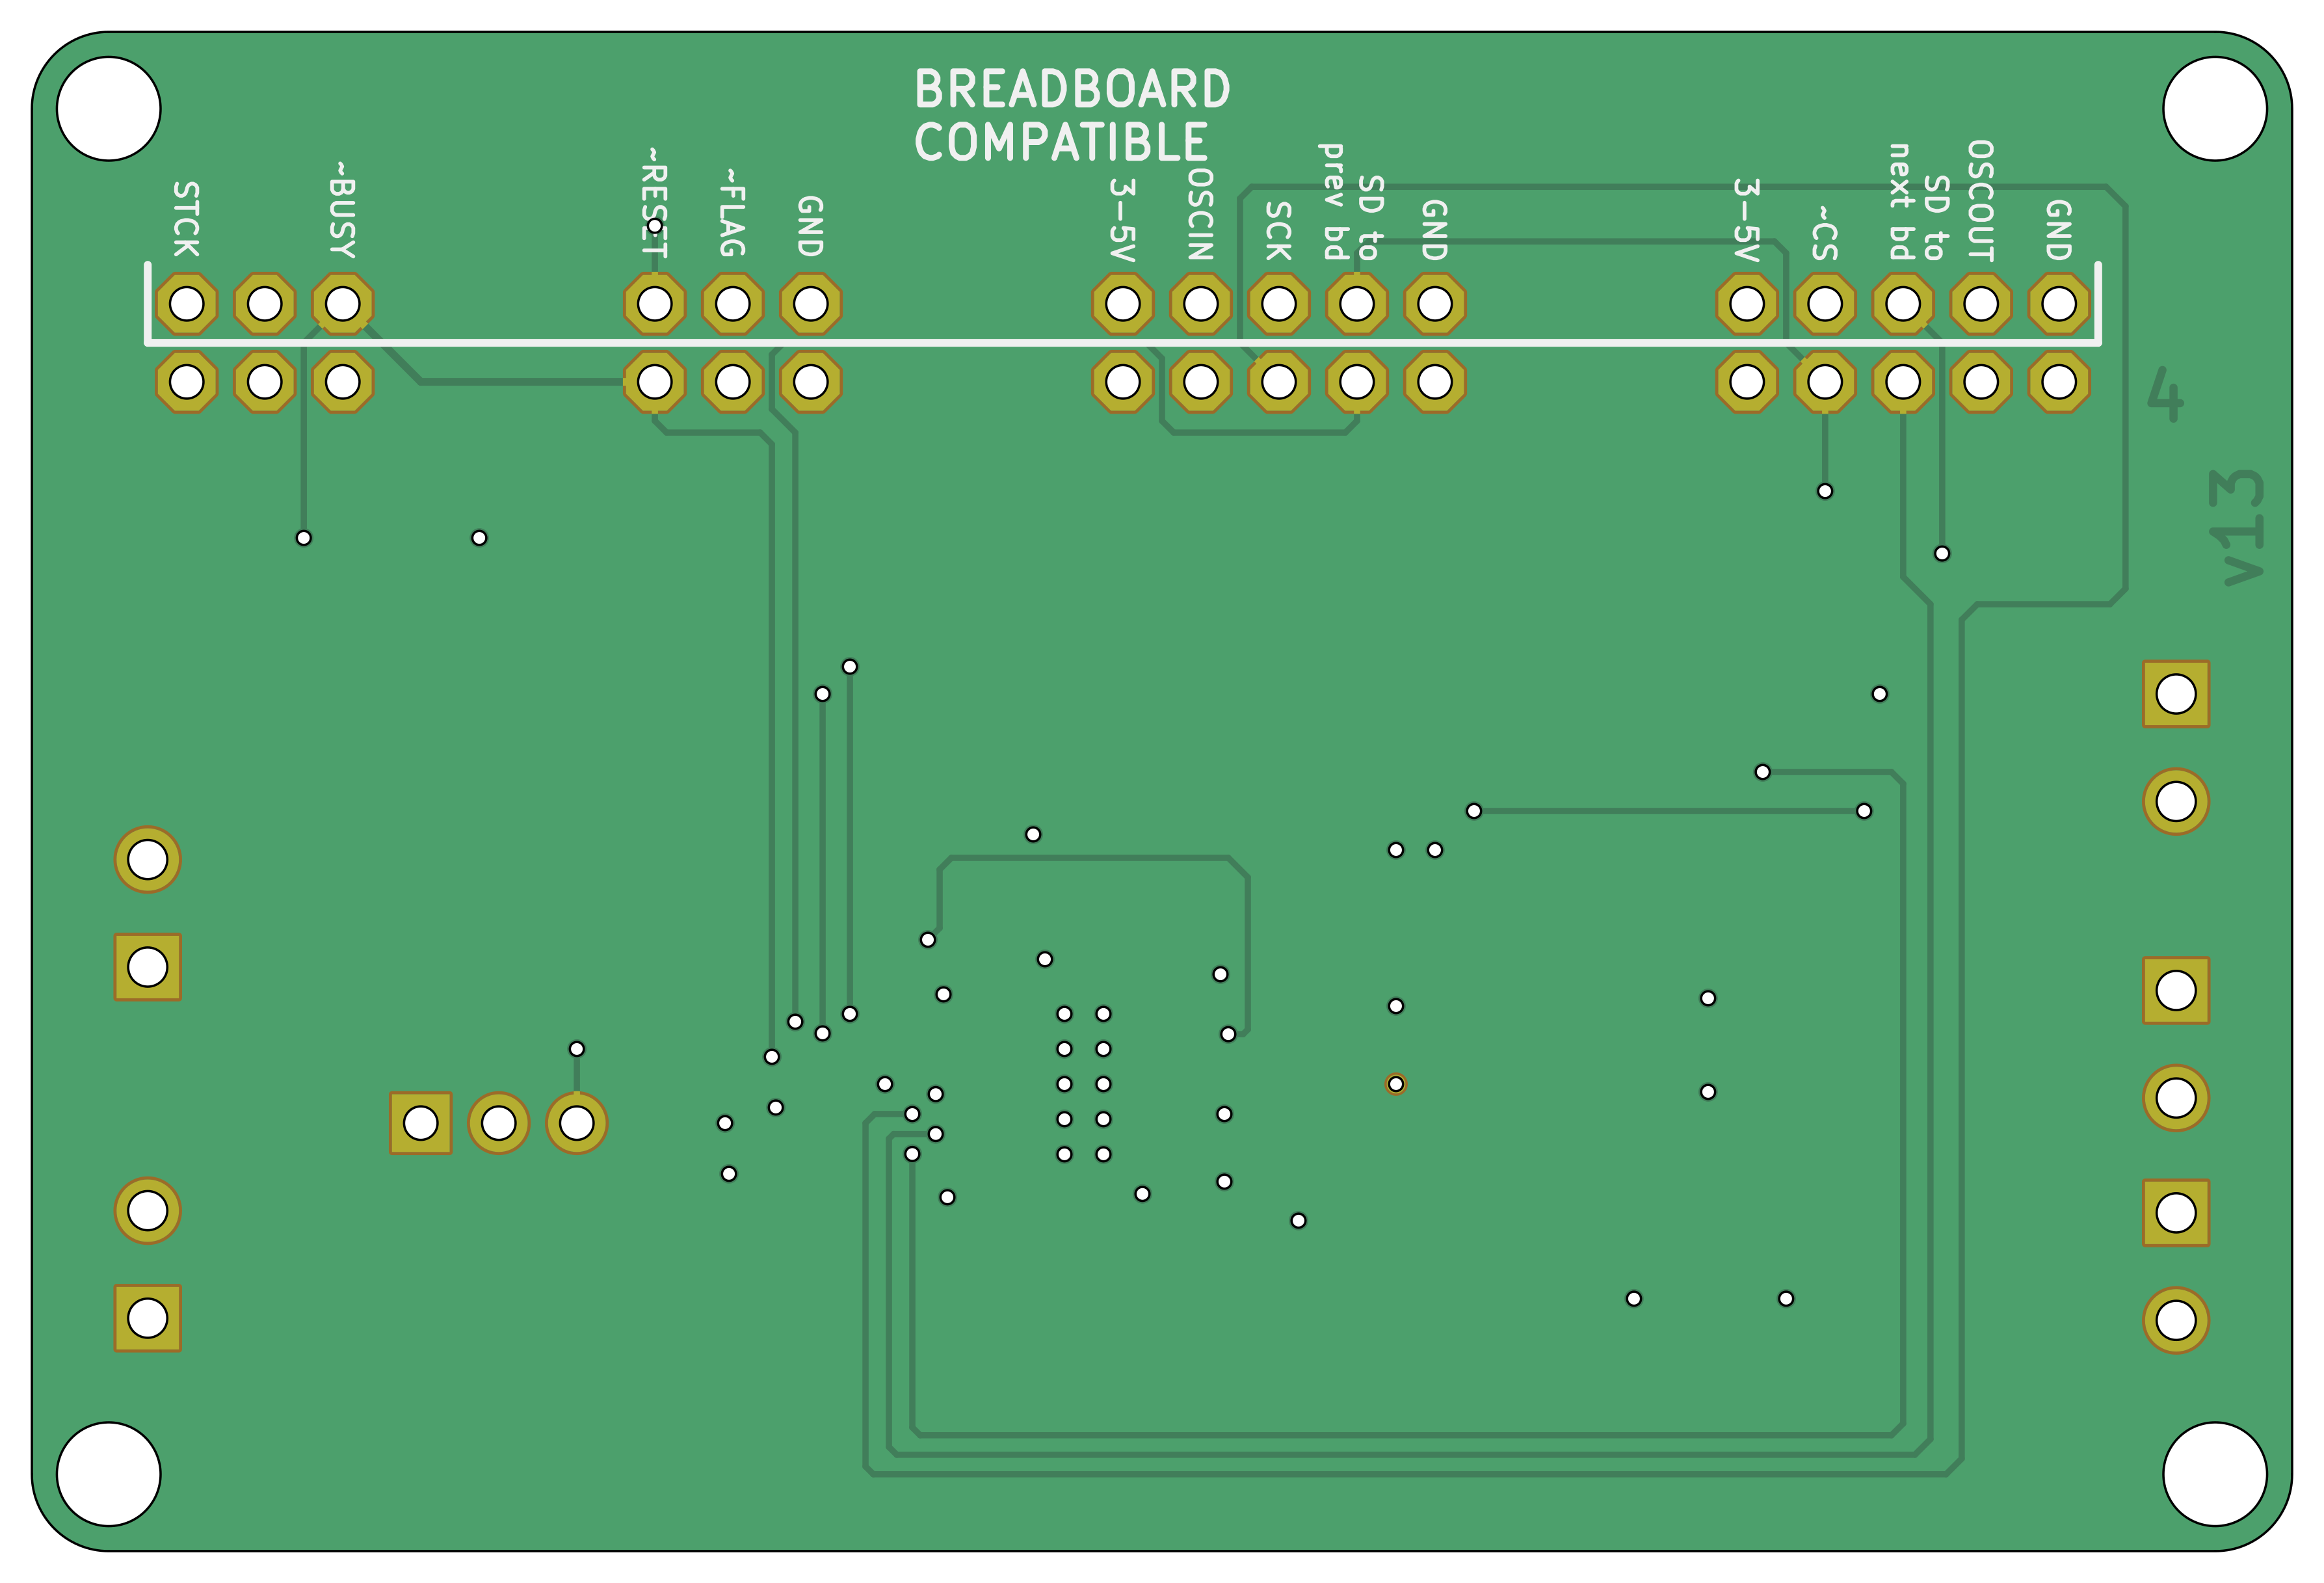 BREADBOARD
COMPATIBLE
STCK
~BUSY
~RESET
~FLAG
GND
3-5V
OSCIN
SCK
SD to
prev bd
GND
3-5V
~CS
SD to
next bd
OSCOUT
GND
4
v13